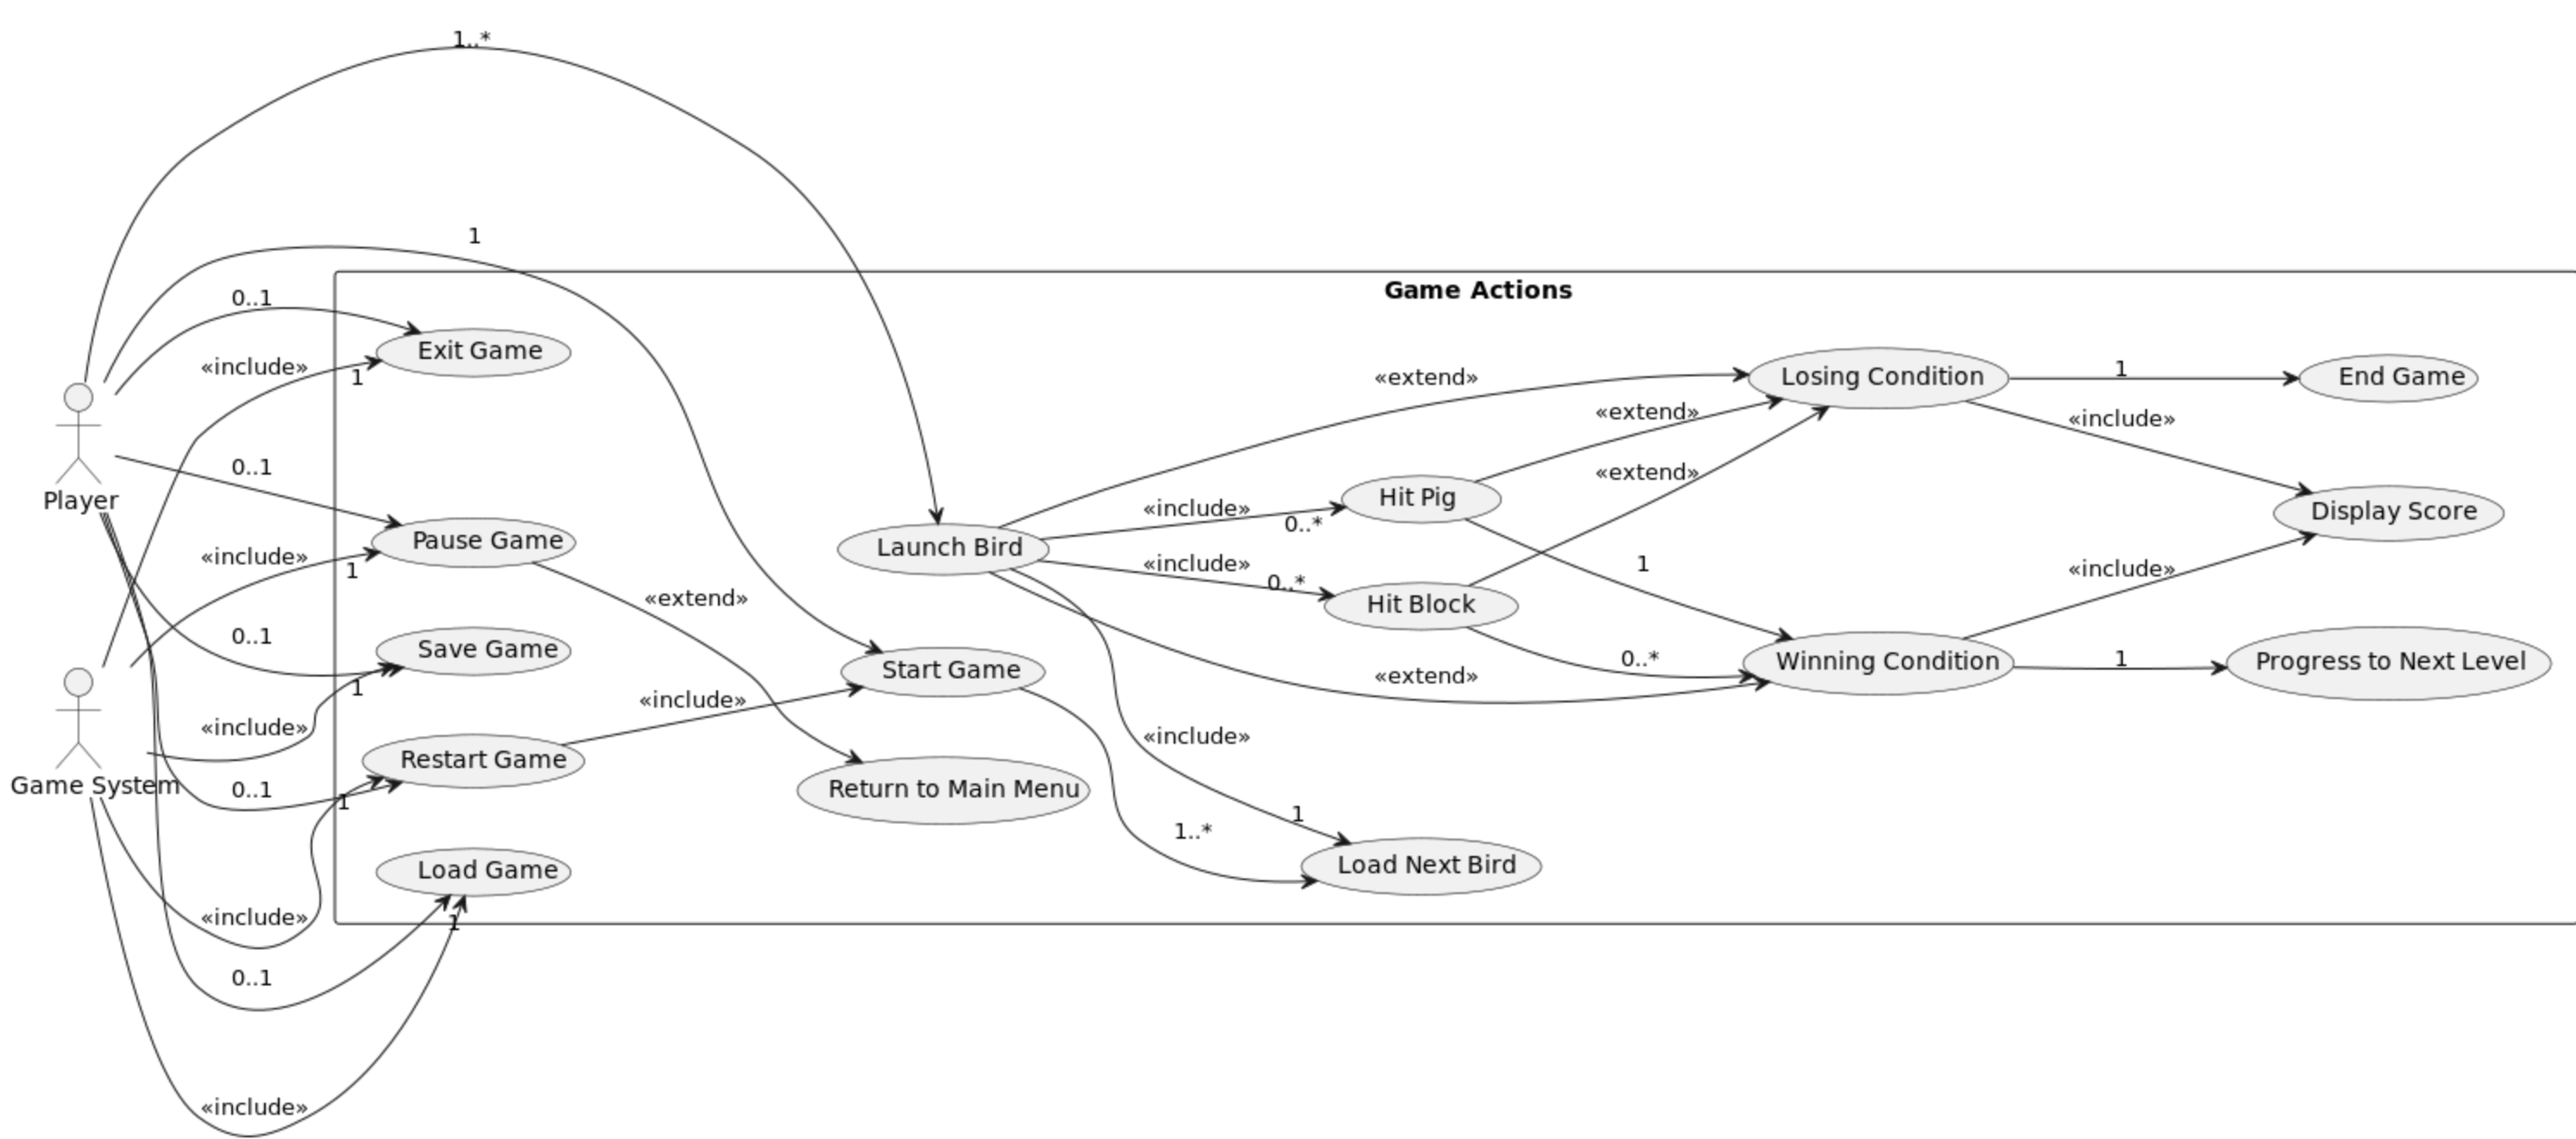 1..*
1
Game Actions
0..1
Exit Game
«include»
1
Losing Condition
1
End Game
«extend»
«extend»
«include»
Player
0..1
«extend»
Hit Pig
«include»
0..*
Display Score
Pause Game
«include»
1
Launch Bird
«include»
0..*
1
«include»
«extend»
Hit Block
0..1
Save Game
1
Start Game
0..*
Winning Condition
1
Progress to Next Level
«extend»
«include»
«include»
«include»
Restart Game
Game System
0..1
1
Return to Main Menu
1
1..*
Load Game
Load Next Bird
«include»
1
0..1
«include»